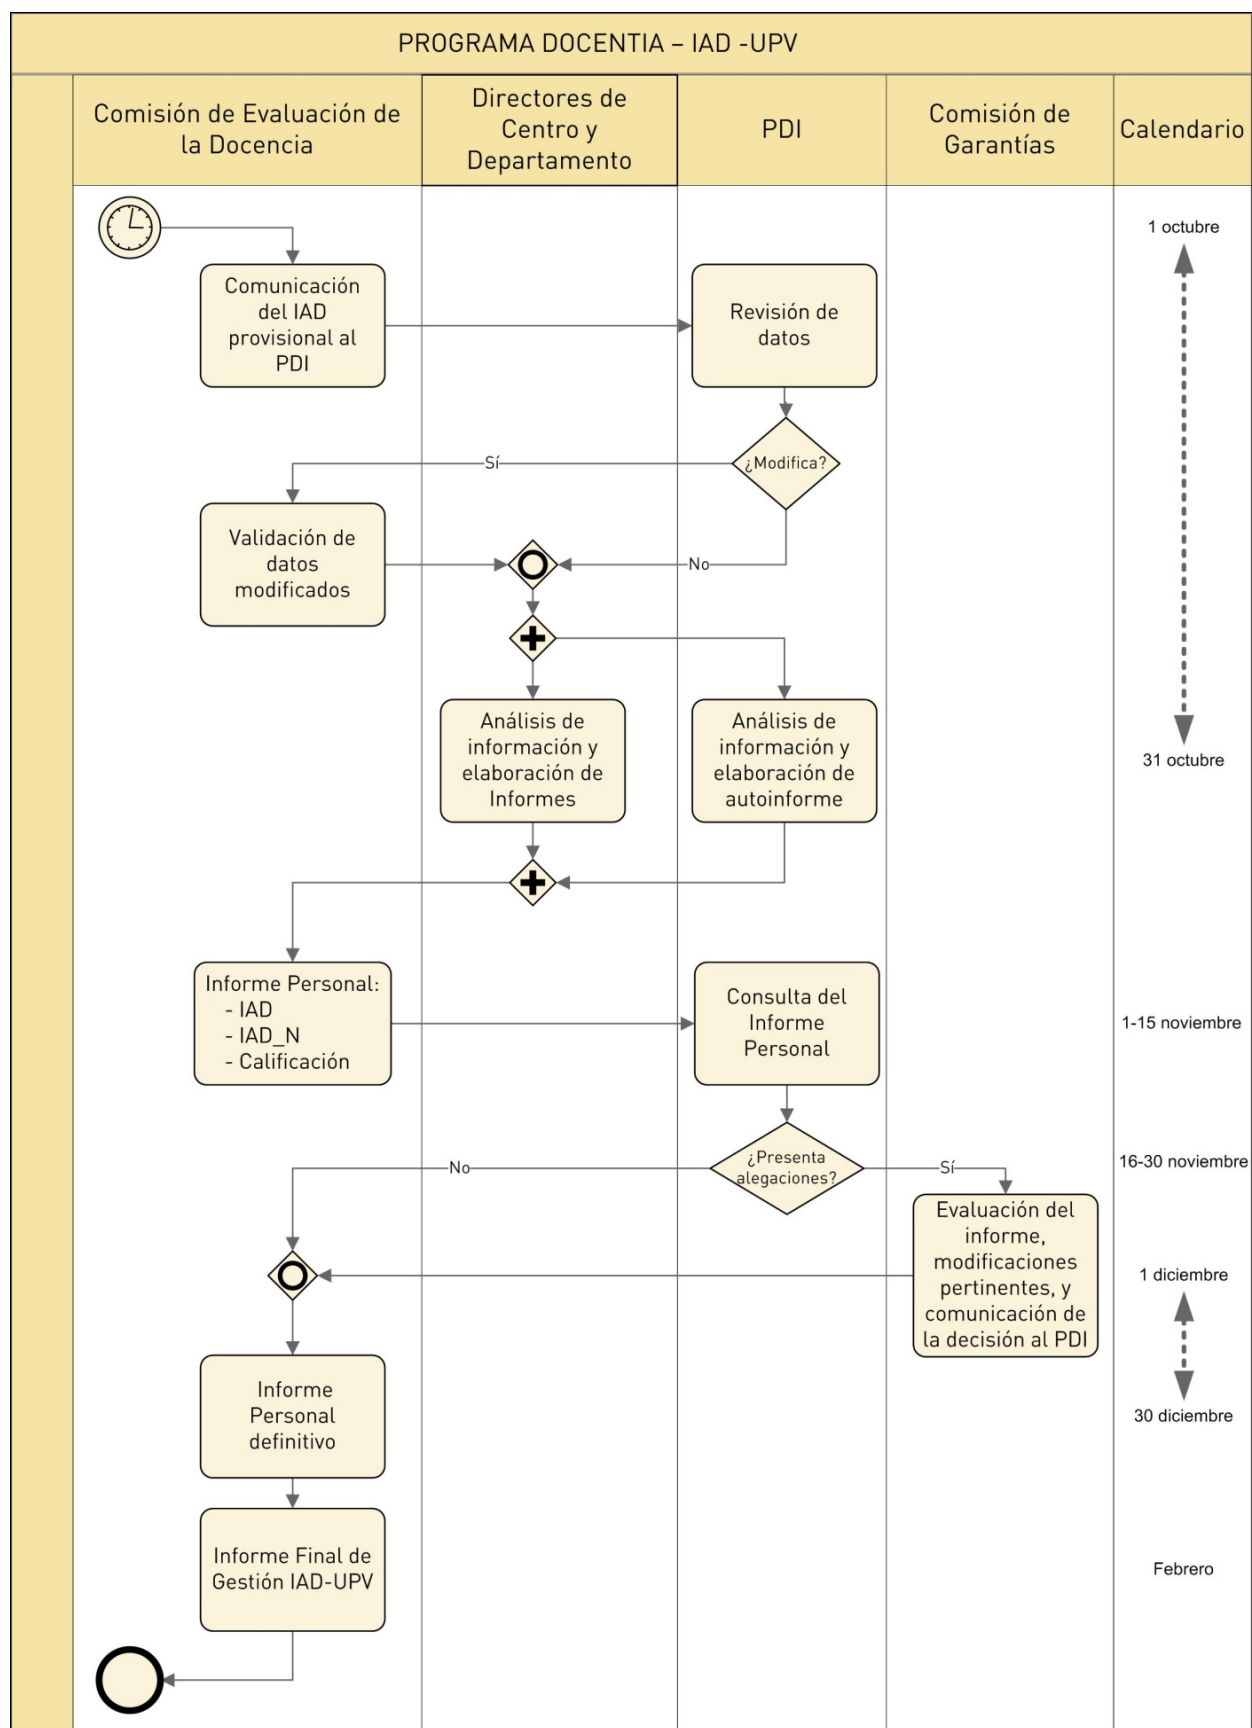 PROGRAMA DOCENTIA – IAD -UPV
Comisión de Evaluación de
la Docencia
Directores de
Centro y
Departamento
PDI
Comisión de
Garantías
Calendario
1 octubre
Comunicación
del IAD
provisional al
PDI
Revisión de
datos
¿Modifica?
Sí
Validación de
datos
modificados
No
Análisis de
información y
elaboración de
Informes
Análisis de
información y
elaboración de
autoinforme
31 octubre
Informe Personal:
- IAD
- IAD_N
- Calificación
Consulta del
Informe
Personal
1-15 noviembre
¿Presenta
alegaciones?
No
Sí
16-30 noviembre
Evaluación del
informe,
modificaciones
pertinentes, y
comunicación de
la decisión al PDI
1 diciembre
Informe
Personal
definitivo
30 diciembre
Informe Final de
Gestión IAD-UPV
Febrero